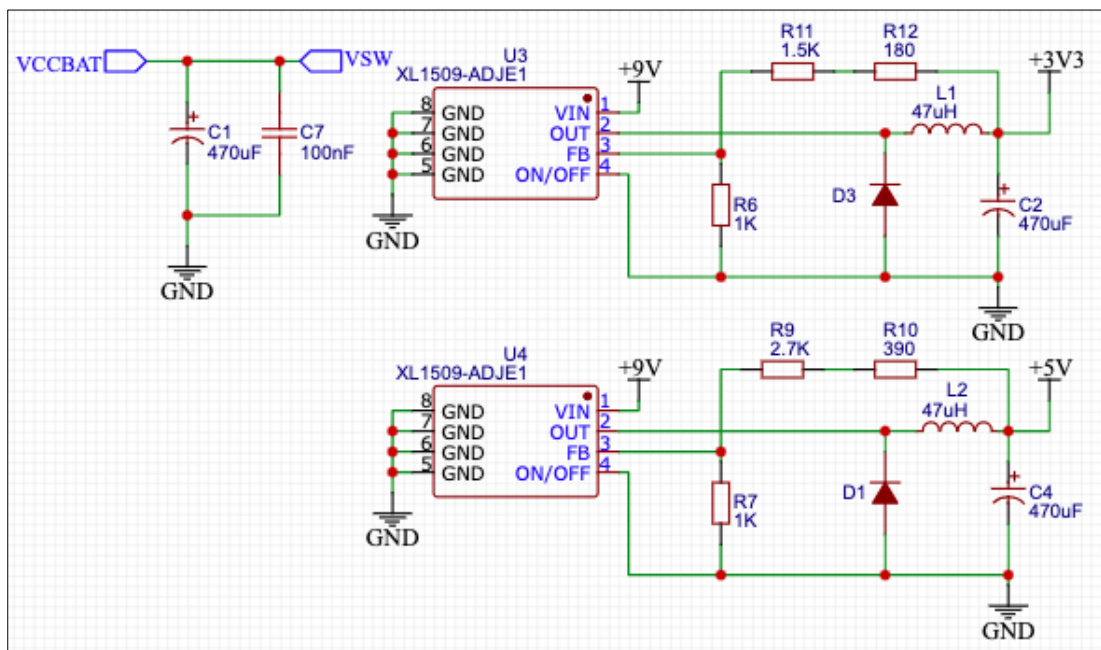 VCCBAT
VSW
C1
470uF
C7
100nF
GND
U3
XL1509-ADJE1
8 GND VIN 1
7 GND OUT 2
6 GND FB 3
5 GND ON/OFF 4
GND
+9V
R11
1.5K
R12
180
+3V3
L1
47uH
R6
1K
D3
C2
470uF
GND
U4
XL1509-ADJE1
8 GND VIN 1
7 GND OUT 2
6 GND FB 3
5 GND ON/OFF 4
GND
+9V
R9
2.7K
R10
390
+5V
L2
47uH
R7
1K
D1
C4
470uF
GND